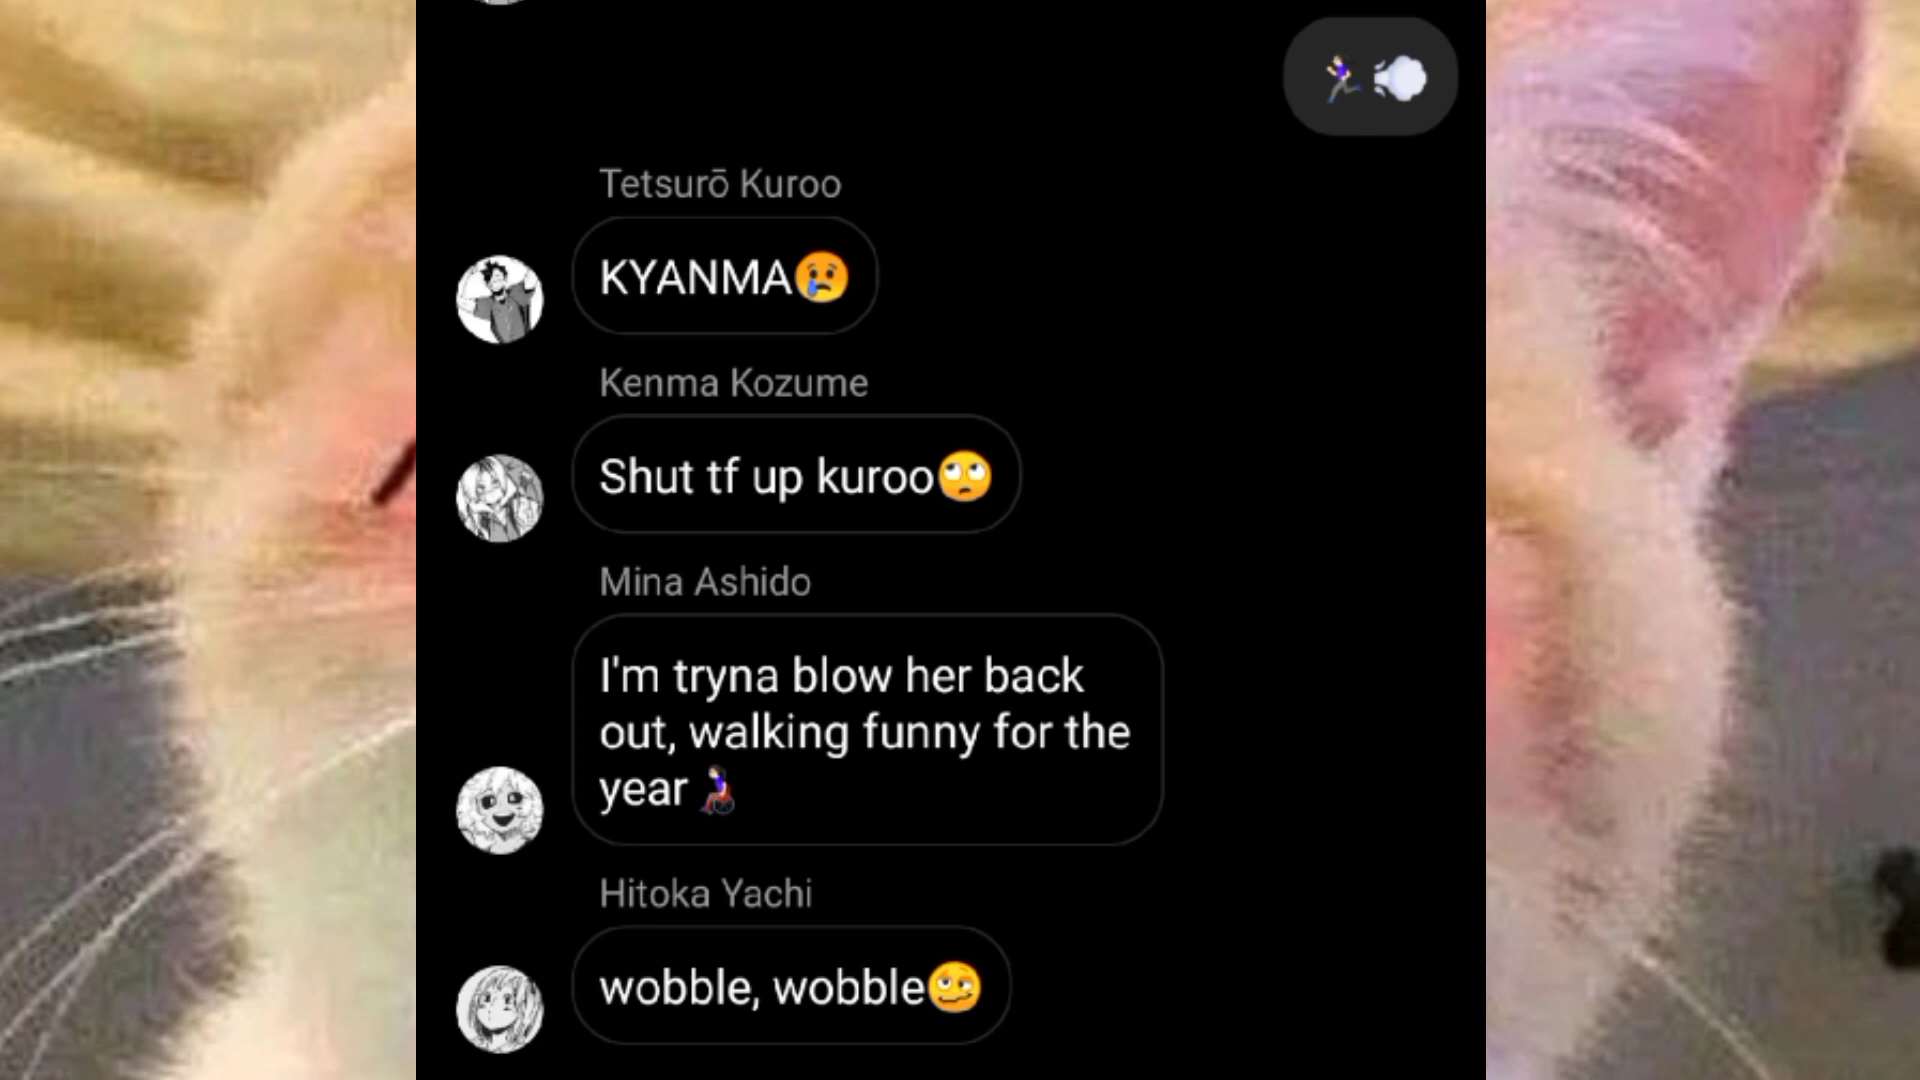 🏃🏻‍♀️💨
Tetsurō Kuroo
KYANMA😢
Kenma Kozume
Shut tf up kuroo🙄
Mina Ashido
I'm tryna blow her back
out, walking funny for the
year 👩🏻‍🦽
Hitoka Yachi
wobble, wobble🥴